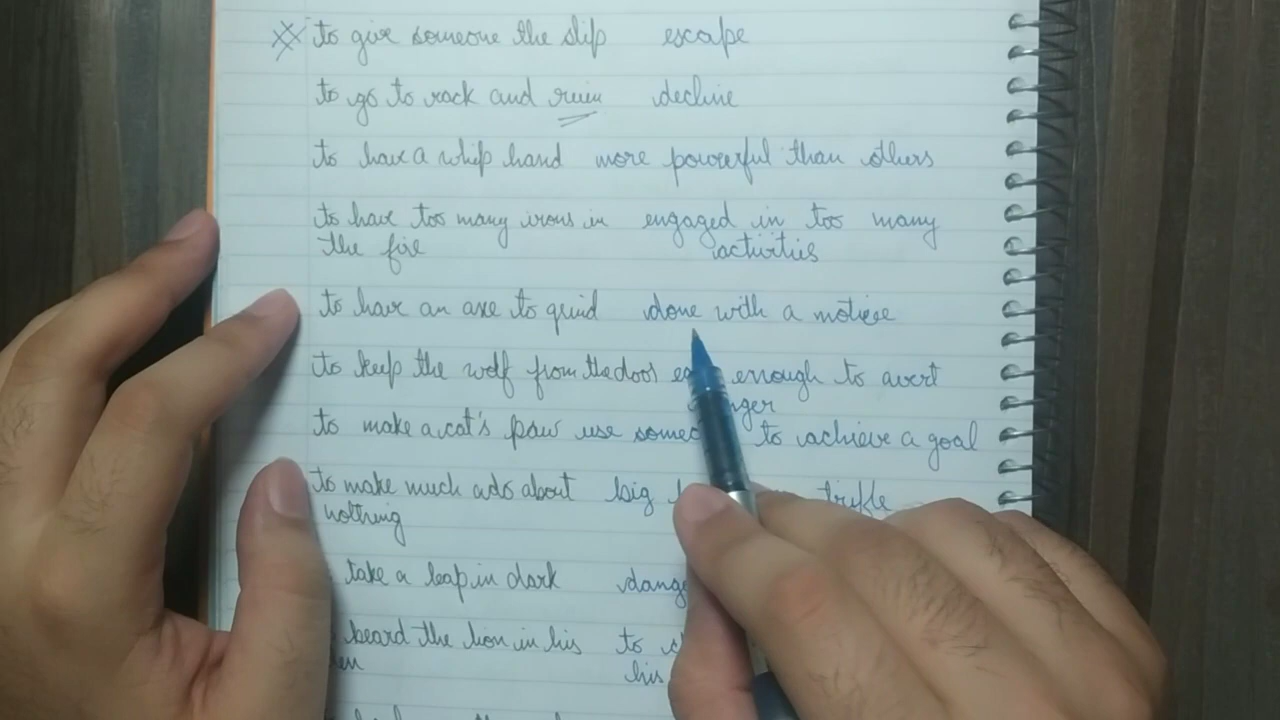 to give someone the slip escape
to go to rack and ruin decline
to have a whip hand more powerful than others
to have too many irons in engaged in too many
the fire activities
to have an axe to grind done with a motive
to keep the wolf from the door enough to avert
to make a cat's paw use to achieve a goal
to make much ado about big trifle
nothing
take a leap in dark
beard the lion in his to
his